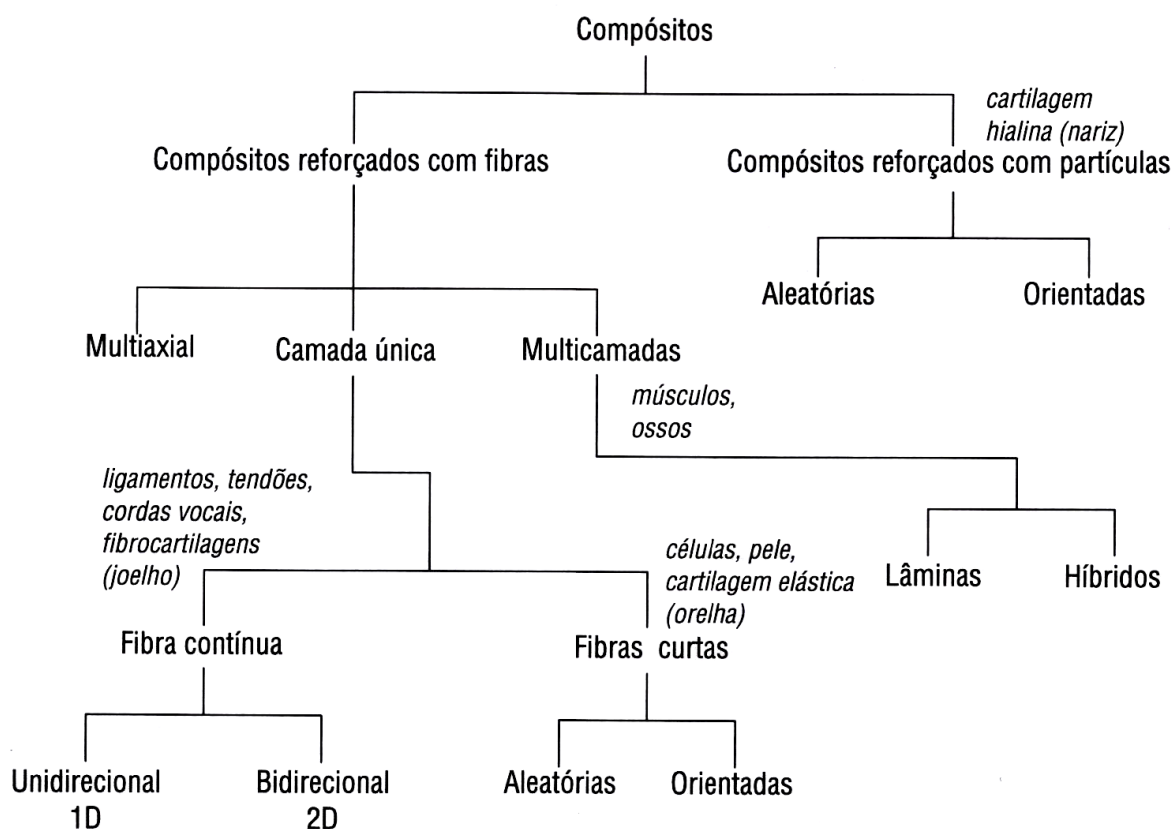 Compósitos
cartilagem
hialina (nariz)
Compósitos reforçados com fibras
Compósitos reforçados com partículas
Aleatórias
Orientadas
Multiaxial
Camada única
Multicamadas
músculos,
ossos
ligamentos, tendões,
cordas vocais,
fibrocartilagens
(joelho)
células, pele,
cartilagem elástica
(orelha)
Lâminas
Híbridos
Fibra contínua
Fibras curtas
Unidirecional
1D
Bidirecional
2D
Aleatórias
Orientadas